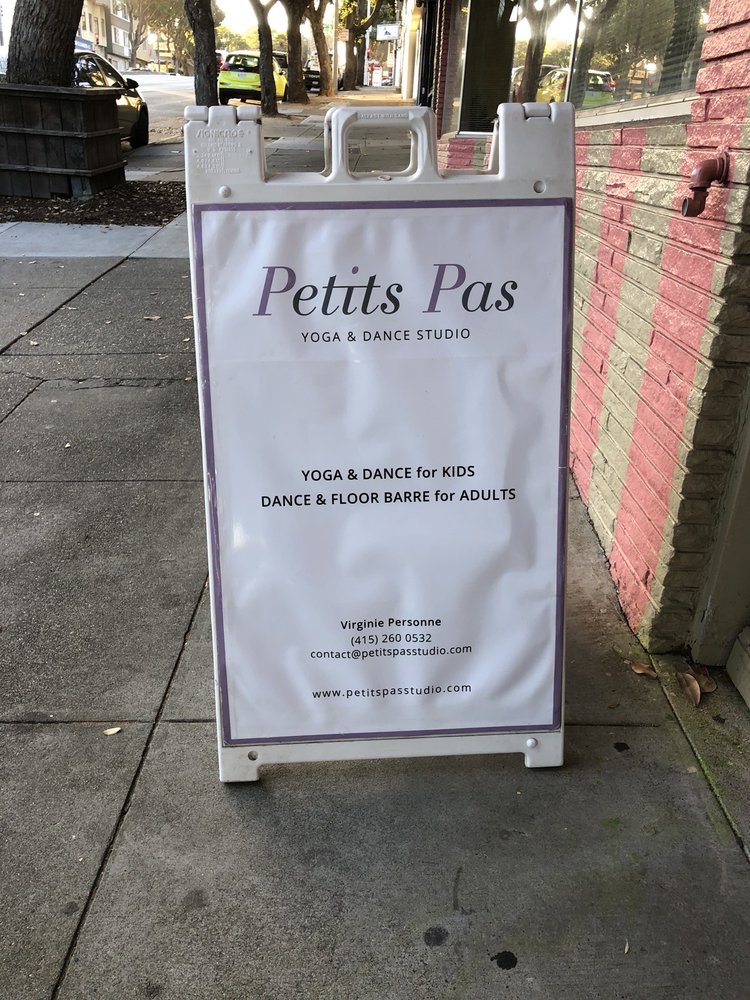 SIGNICADE
Petits Pas
YOGA & DANCE STUDIO
YOGA & DANCE for KIDS
DANCE & FLOOR BARRE for ADULTS
Virginie Personne
(415) 260 0532
contact@petitspasstudio.com
www.petitspasstudio.com